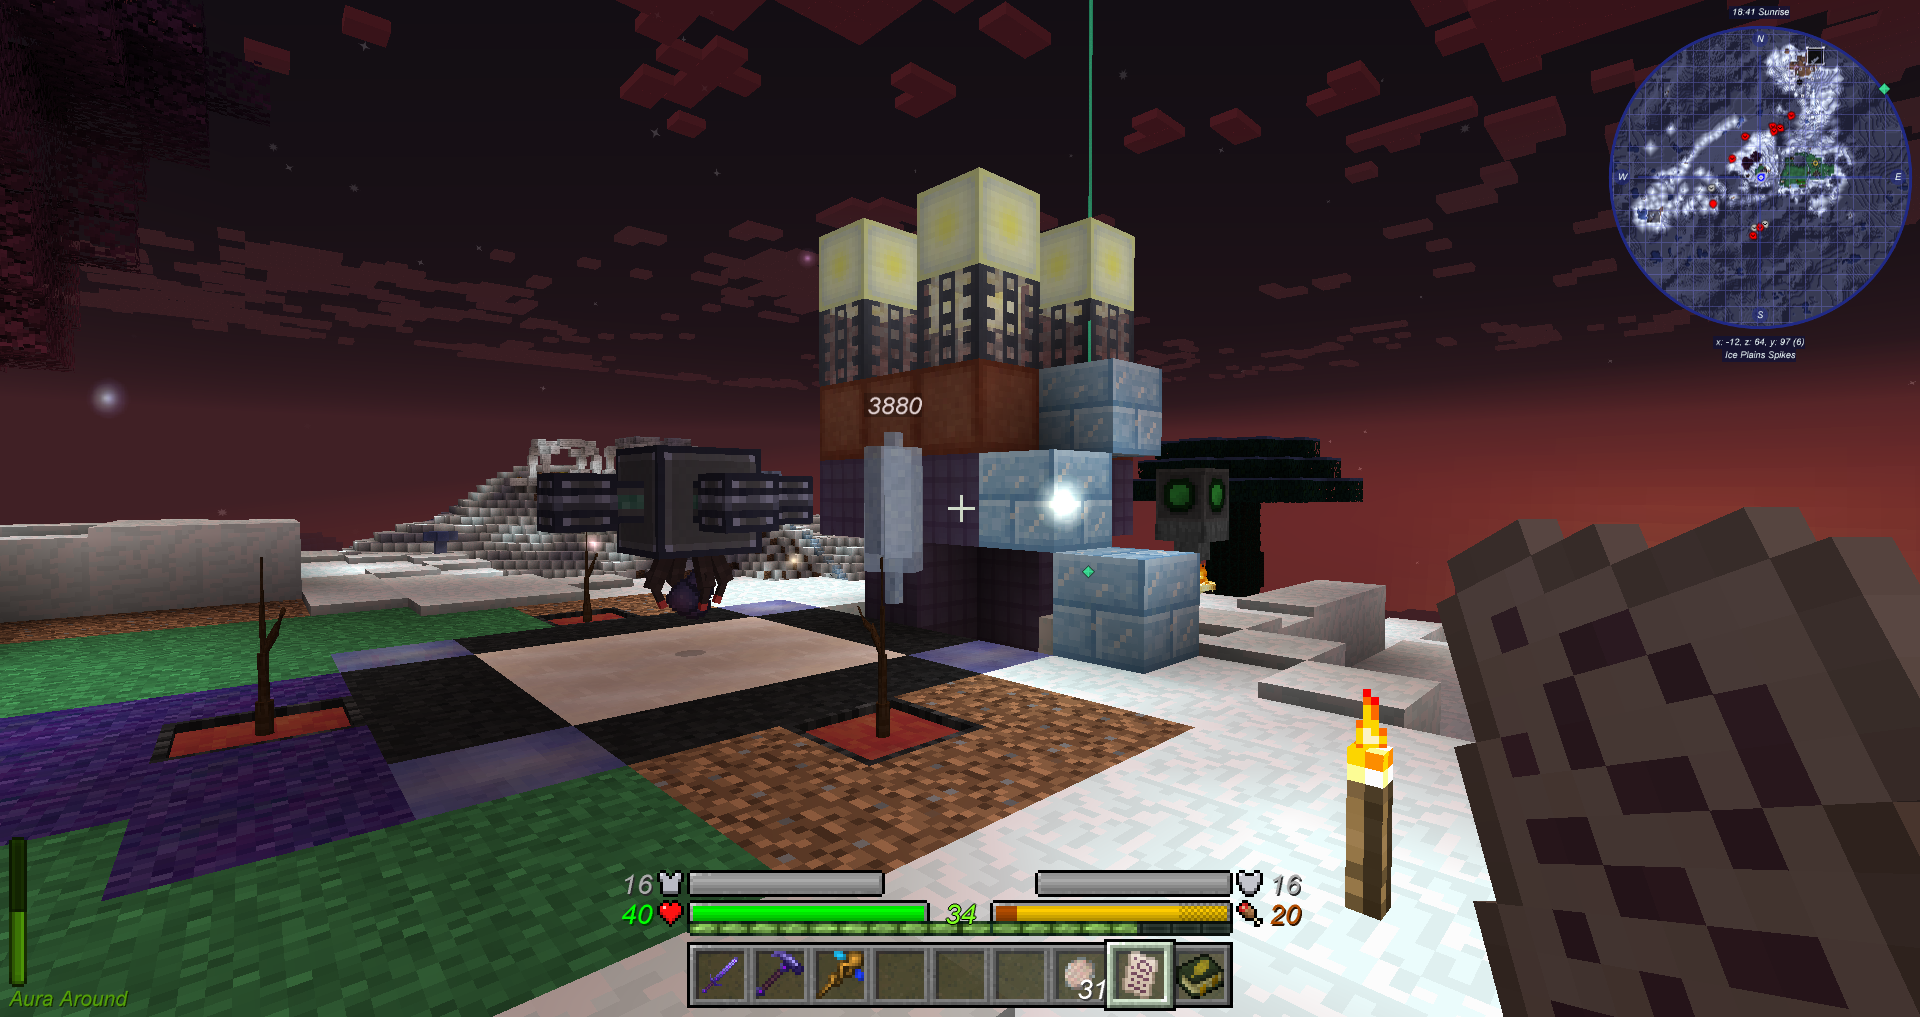 18:41 Sunrise
N
W
E
S
x: -12, z: 64, y: 97 (6)
Ice Plains Spikes
3880
16
16
40
34
20
31
Aura Around